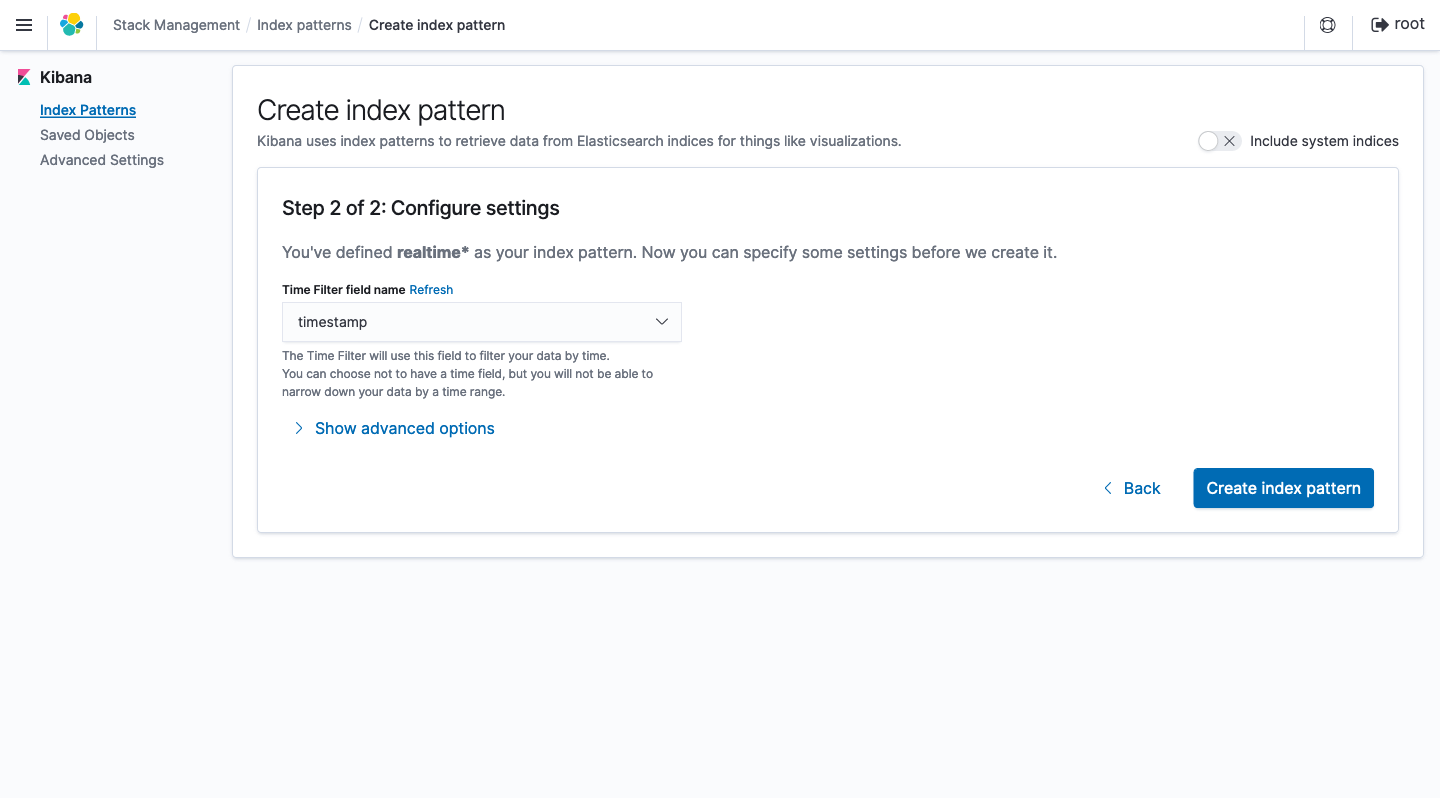 Stack Management / Index patterns / Create index pattern
root
Kibana
Index Patterns
Saved Objects
Advanced Settings
Create index pattern
Kibana uses index patterns to retrieve data from Elasticsearch indices for things like visualizations.
Include system indices
Step 2 of 2: Configure settings
You've defined realtime* as your index pattern. Now you can specify some settings before we create it.
Time Filter field name Refresh
timestamp
The Time Filter will use this field to filter your data by time.
You can choose not to have a time field, but you will not be able to
narrow down your data by a time range.
Show advanced options
Back
Create index pattern